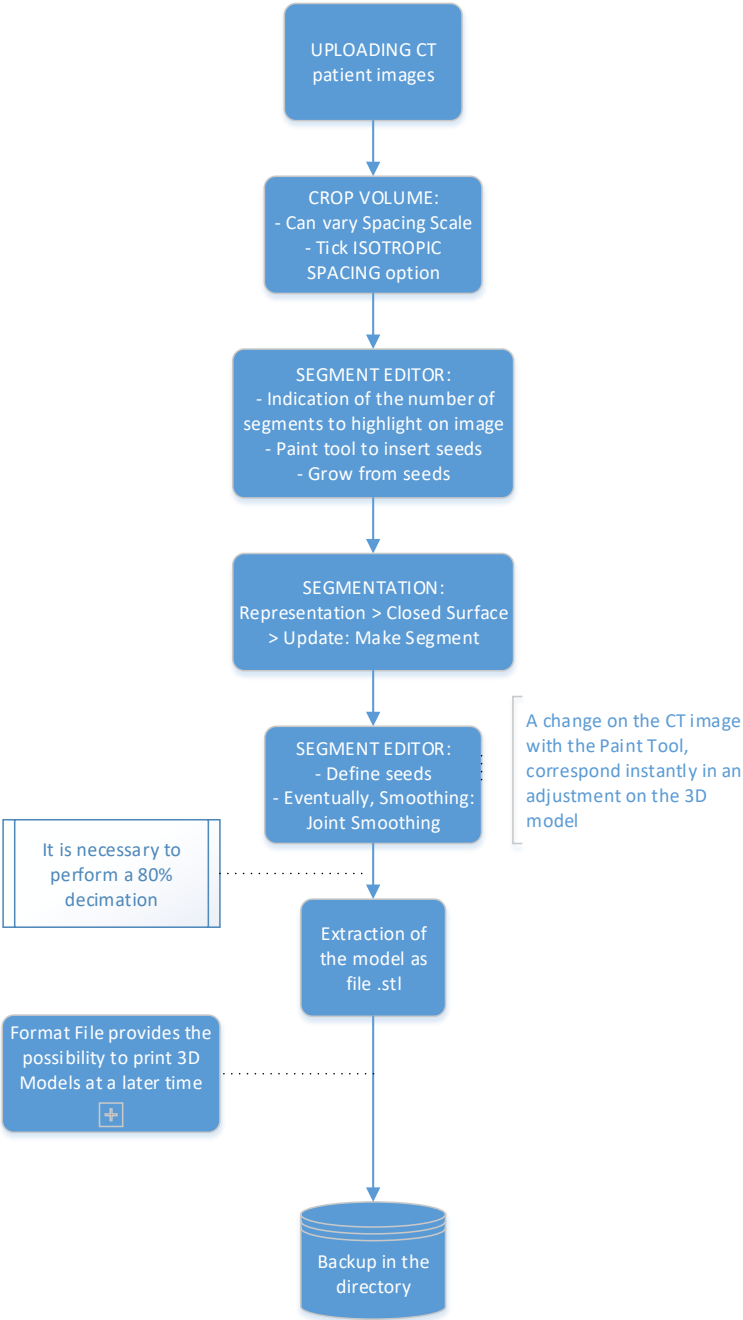 UPLOADING CT
patient images
CROP VOLUME:
- Can vary Spacing Scale
- Tick ISOTROPIC
SPACING option
SEGMENT EDITOR:
- Indication of the number of
segments to highlight on image
- Paint tool to insert seeds
- Grow from seeds
SEGMENTATION:
Representation > Closed Surface
> Update: Make Segment
SEGMENT EDITOR:
- Define seeds
- Eventually, Smoothing:
Joint Smoothing
A change on the CT image
with the Paint Tool,
correspond instantly in an
adjustment on the 3D
model
It is necessary to
perform a 80%
decimation
Extraction of
the model as
file .stl
Format File provides the
possibility to print 3D
Models at a later time
Backup in the
directory